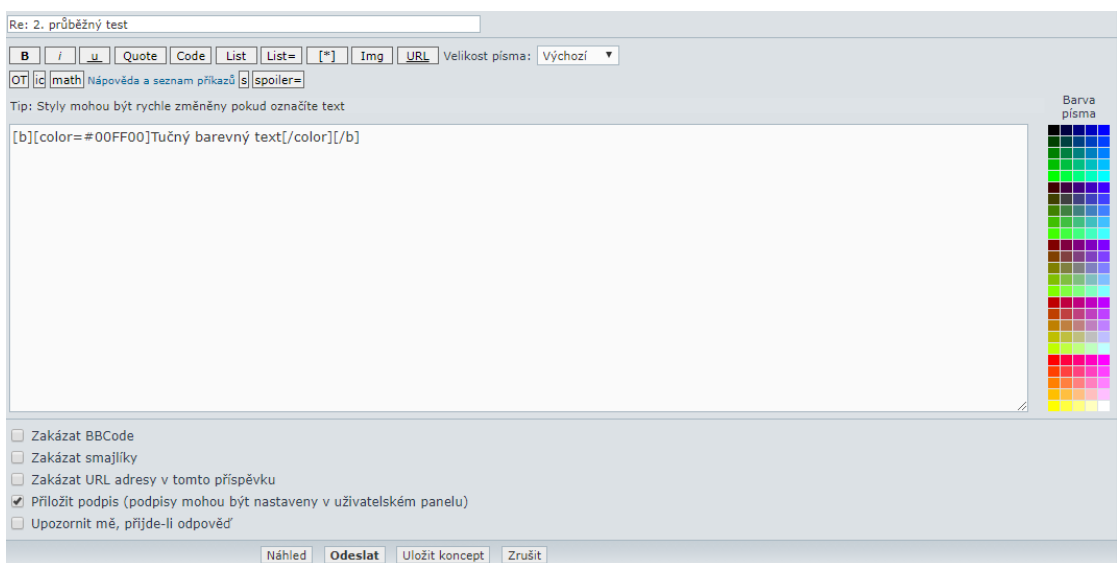 Re: 2. průběžný test
B i u Quote Code List List= [*] Img URL Velikost písma: Výchozí
OT ic math Nápověda a seznam příkazů s spoiler=
Tip: Styly mohou být rychle změněny pokud označíte text
Barva
písma
[b][color=#00FF00]Tučný barevný text[/color][/b]
Zakázat BBCode
Zakázat smajlíky
Zakázat URL adresy v tomto příspěvku
Přiložit podpis (podpisy mohou být nastaveny v uživatelském panelu)
Upozornit mě, přijde-li odpověď
Náhled Odeslat Uložit koncept Zrušit